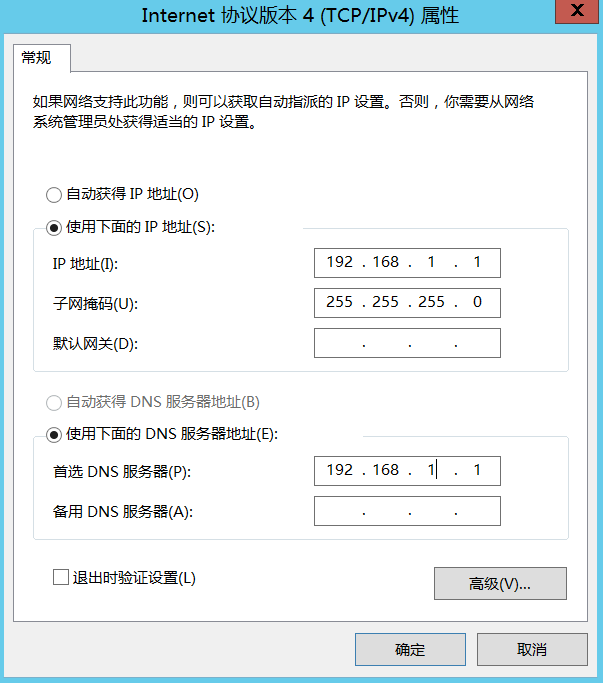 Internet 协议版本 4 (TCP/IPv4) 属性
X
常规
如果网络支持此功能，则可以获取自动指派的 IP 设置。否则，你需要从网络
系统管理员处获得适当的 IP 设置。
自动获得 IP 地址(O)
使用下面的 IP 地址(S):
IP 地址(I): 192 . 168 . 1 . 1
子网掩码(U): 255 . 255 . 255 . 0
默认网关(D): . . .
自动获得 DNS 服务器地址(B)
使用下面的 DNS 服务器地址(E):
首选 DNS 服务器(P): 192 . 168 . 1 . 1
备用 DNS 服务器(A): . . .
退出时验证设置(L)
高级(V)...
确定 取消